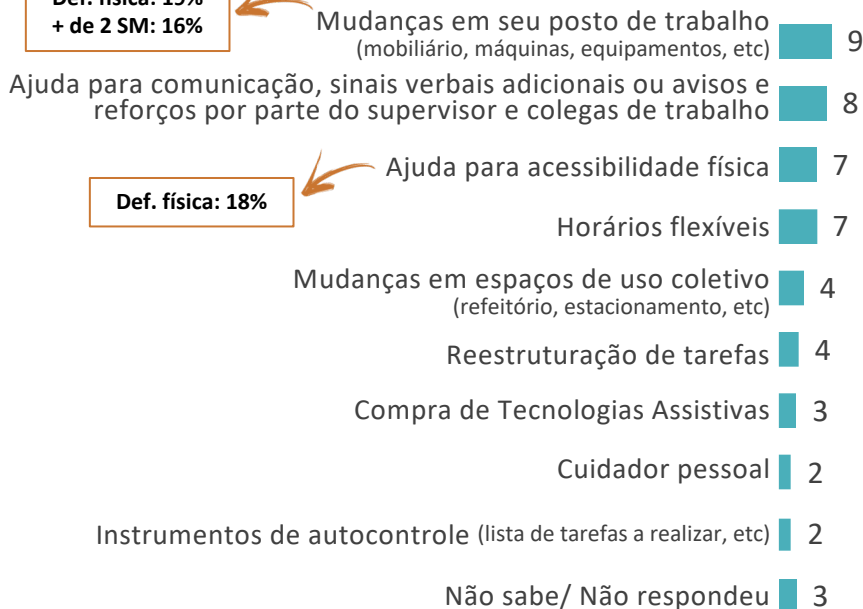 + de 2 SM: 16%
Mudanças em seu posto de trabalho
(mobiliário, máquinas, equipamentos, etc)
9
Ajuda para comunicação, sinais verbais adicionais ou avisos e
reforços por parte do supervisor e colegas de trabalho
8
Ajuda para acessibilidade física
7
Def. física: 18%
Horários flexíveis
7
Mudanças em espaços de uso coletivo
(refeitório, estacionamento, etc)
4
Reestruturação de tarefas
4
Compra de Tecnologias Assistivas
3
Cuidador pessoal
2
Instrumentos de autocontrole (lista de tarefas a realizar, etc)
2
Não sabe/ Não respondeu
3